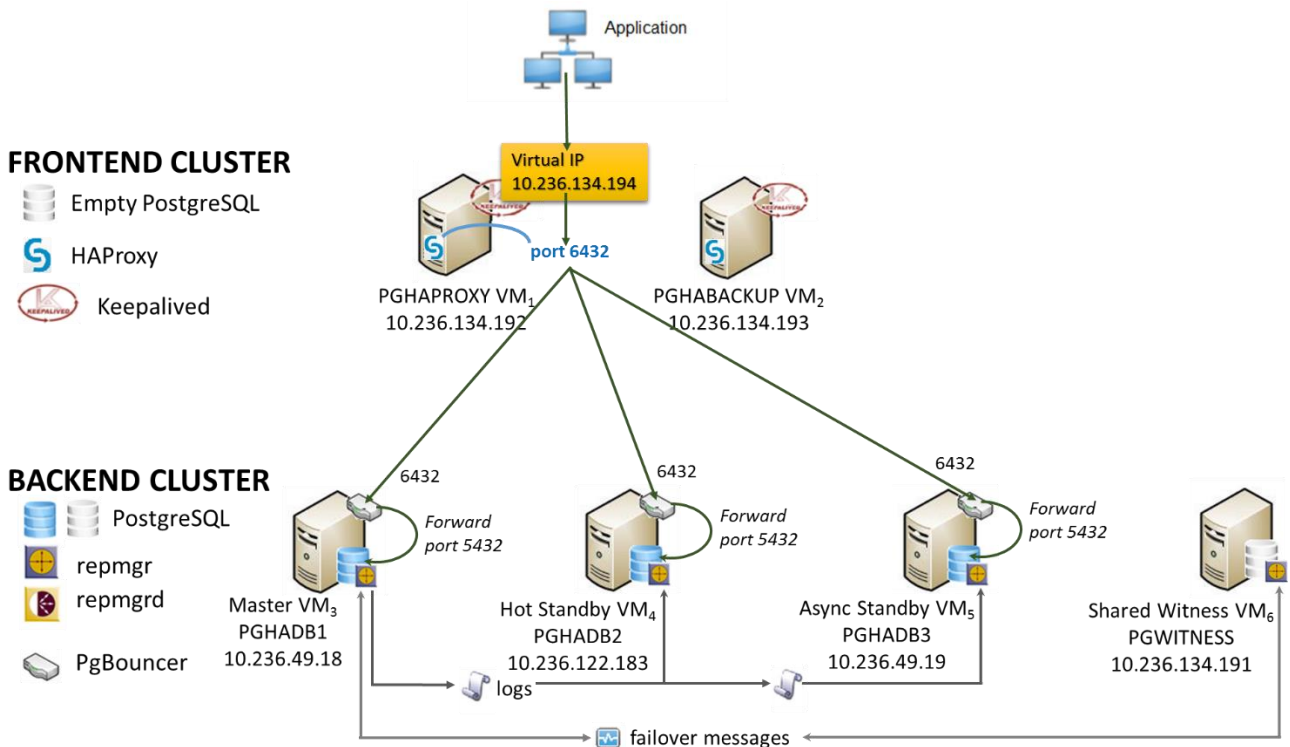 Application
FRONTEND CLUSTER
Empty PostgreSQL
HAProxy
Keepalived
KEEPALIVED
Virtual IP
10.236.134.194
port 6432
PGHAPROXY VM1
10.236.134.192
PGHABACKUP VM2
10.236.134.193
BACKEND CLUSTER
PostgreSQL
repmgr
repmgrd
PgBouncer
6432
Forward
port 5432
Master VM3
PGHADB1
10.236.49.18
6432
Forward
port 5432
Hot Standby VM4
PGHADB2
10.236.122.183
6432
Forward
port 5432
Async Standby VM5
PGHADB3
10.236.49.19
Shared Witness VM6
PGWITNESS
10.236.134.191
logs
failover messages